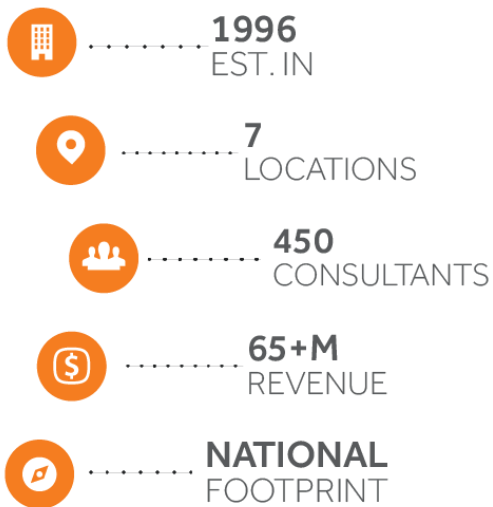 1996
EST. IN
7
LOCATIONS
450
CONSULTANTS
$
65+M
REVENUE
NATIONAL
FOOTPRINT